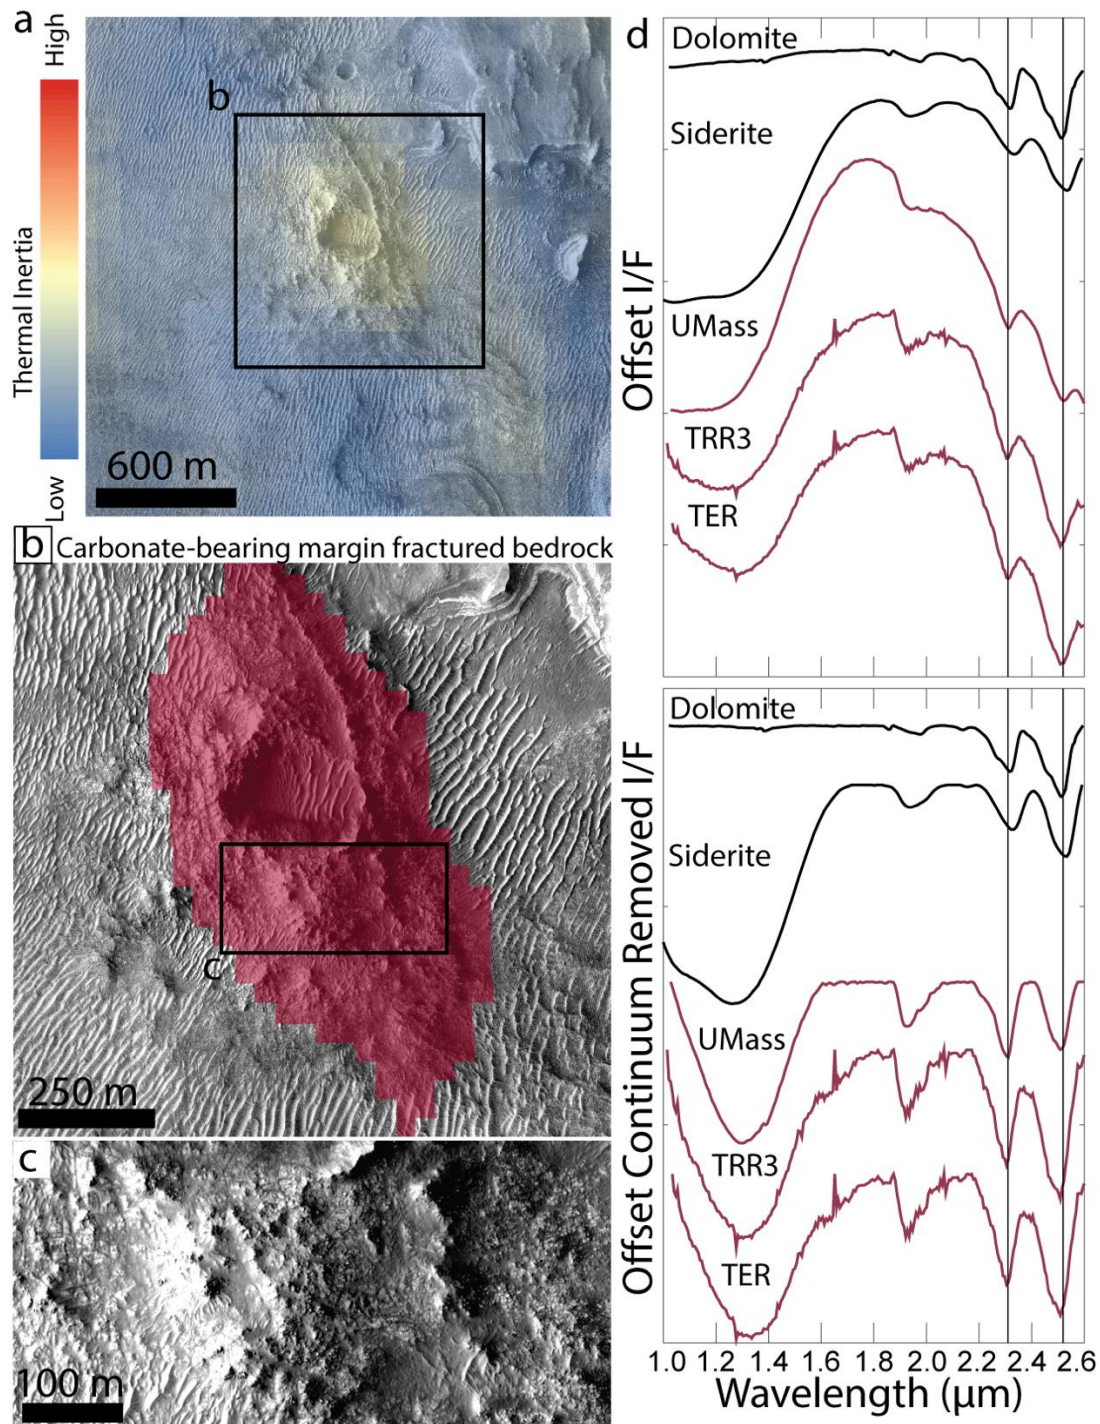 a
High
Thermal Inertia
Low
b
600 m
b Carbonate-bearing margin fractured bedrock
c
250 m
c
100 m
d
Offset I/F
Dolomite
Siderite
UMass
TRR3
TER
Offset Continuum Removed I/F
Dolomite
Siderite
UMass
TRR3
TER
1.0 1.2 1.4 1.6 1.8 2.0 2.2 2.4 2.6
Wavelength (µm)